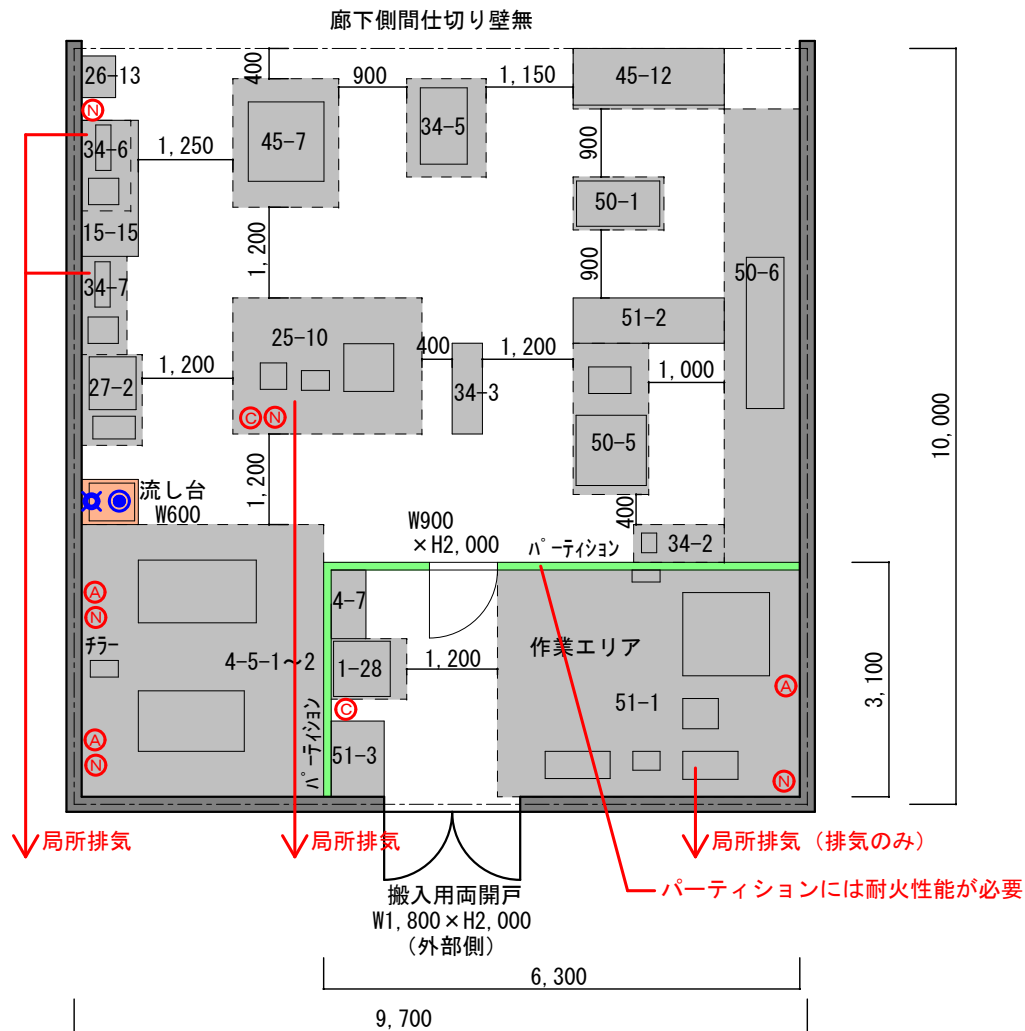 廊下側間仕切り壁無
26-13
400
900
1,150
45-12
N
34-6
1,250
45-7
34-5
900
50-1
15-15
1,200
900
34-7
50-6
25-10
51-2
27-2
1,200
400
34-3
1,200
1,000
10,000
C
N
50-5
流し台
W600
1,200
400
W900
×H2,000
パーティション
34-2
A
N
4-7
チラー
4-5-1～2
1-28
1,200
作業エリア
51-1
A
3,100
C
パーティション
51-3
A
N
N
局所排気
局所排気
局所排気（排気のみ）
パーティションには耐火性能が必要
搬入用両開戸
W1,800×H2,000
（外部側）
6,300
9,700